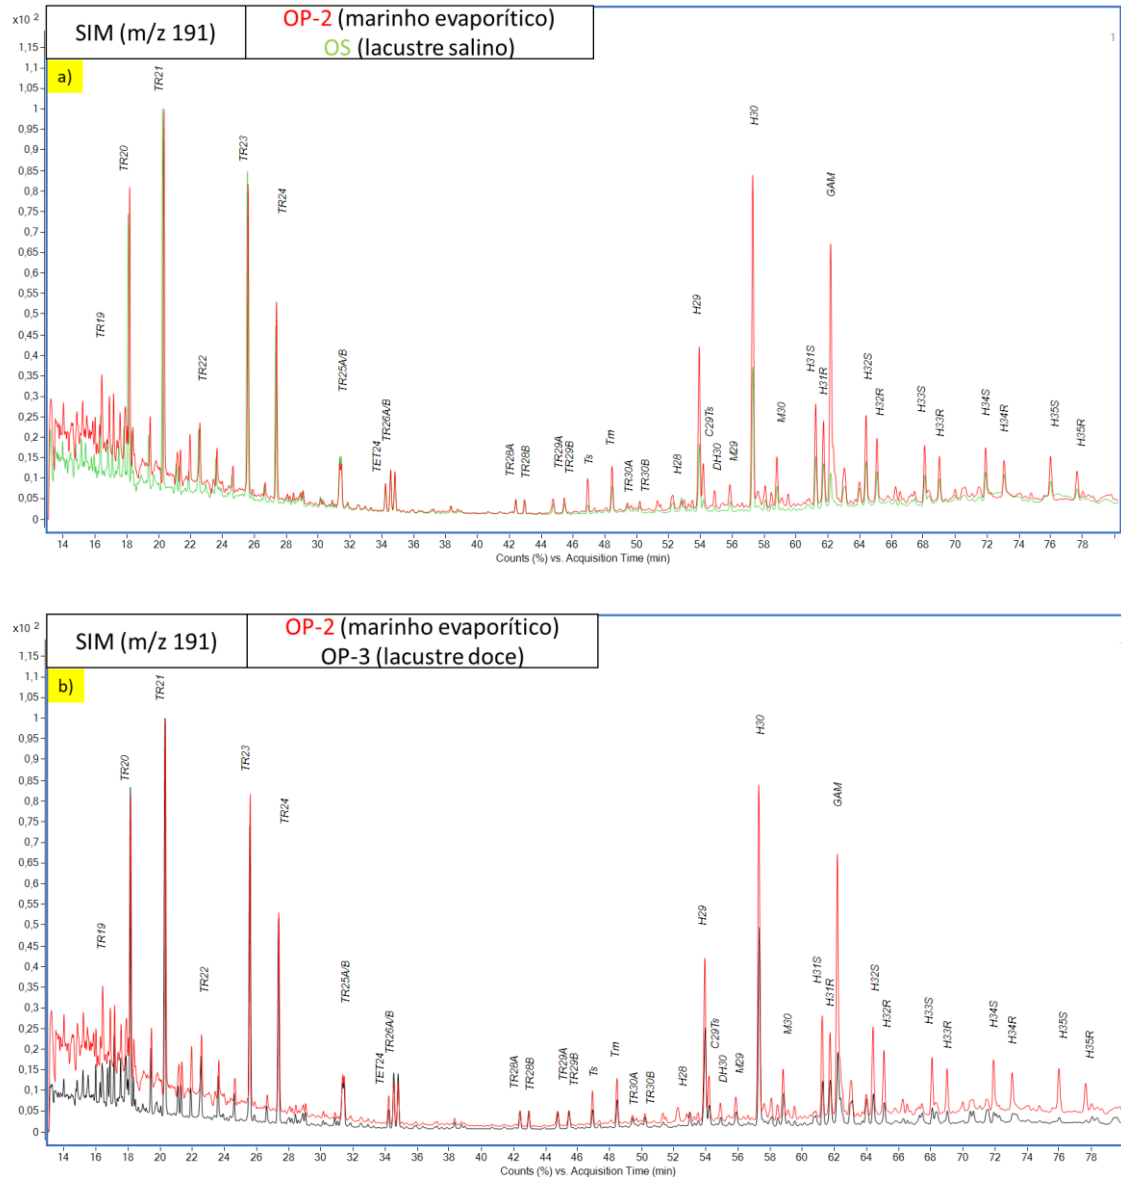 x10 2
SIM (m/z 191)
OP-2 (marinho evaporítico)
OS (lacustre salino)
1
a)
1,15
1,1
1,05
1
0,95
0,9
0,85
0,8
0,75
0,7
0,65
0,6
0,55
0,5
0,45
0,4
0,35
0,3
0,25
0,2
0,15
0,1
0,05
0
TR19
TR20
TR21
TR22
TR23
TR24
TR25A/B
TET24
TR26A/B
TR28A
TR28B
TR29A
TR29B
Ts
Tm
TR30A
TR30B
H28
H29
C29Ts
DH30
M29
H30
M30
H31S
H31R
GAM
H32S
H32R
H33S
H33R
H34S
H34R
H35S
H35R
14 16 18 20 22 24 26 28 30 32 34 36 38 40 42 44 46 48 50 52 54 56 58 60 62 64 66 68 70 72 74 76 78
Counts (%) vs. Acquisition Time (min)
x10 2
SIM (m/z 191)
OP-2 (marinho evaporítico)
OP-3 (lacustre doce)
b)
1,15
1,1
1,05
1
0,95
0,9
0,85
0,8
0,75
0,7
0,65
0,6
0,55
0,5
0,45
0,4
0,35
0,3
0,25
0,2
0,15
0,1
0,05
0
TR19
TR20
TR21
TR22
TR23
TR24
TR25A/B
TET24
TR26A/B
TR28A
TR28B
TR29A
TR29B
Ts
Tm
TR30A
TR30B
H28
H29
C29Ts
DH30
M29
H30
M30
H31S
H31R
GAM
H32S
H32R
H33S
H33R
H34S
H34R
H35S
H35R
14 16 18 20 22 24 26 28 30 32 34 36 38 40 42 44 46 48 50 52 54 56 58 60 62 64 66 68 70 72 74 76 78
Counts (%) vs. Acquisition Time (min)